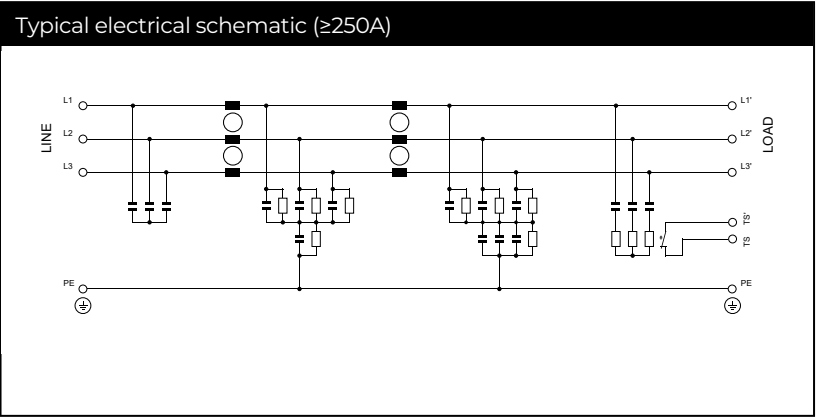 Typical electrical schematic (≥250A)
L1
L1'
L2
L2'
L3
L3'
LINE
LOAD
TS'
TS
PE
PE